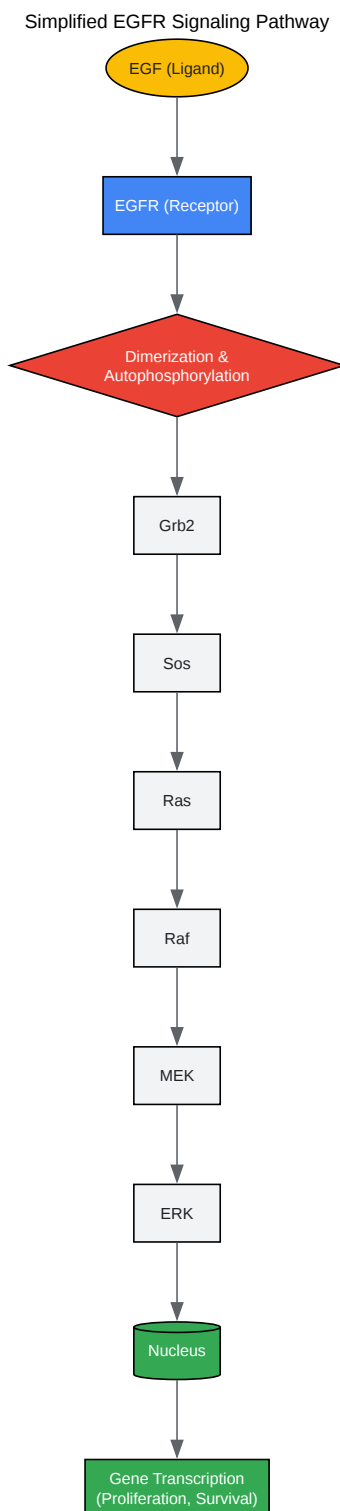 Simplified EGFR Signaling Pathway
EGF (Ligand)
EGFR (Receptor)
Dimerization &
Autophosphorylation
Grb2
Sos
Ras
Raf
MEK
ERK
Nucleus
Gene Transcription
(Proliferation, Survival)